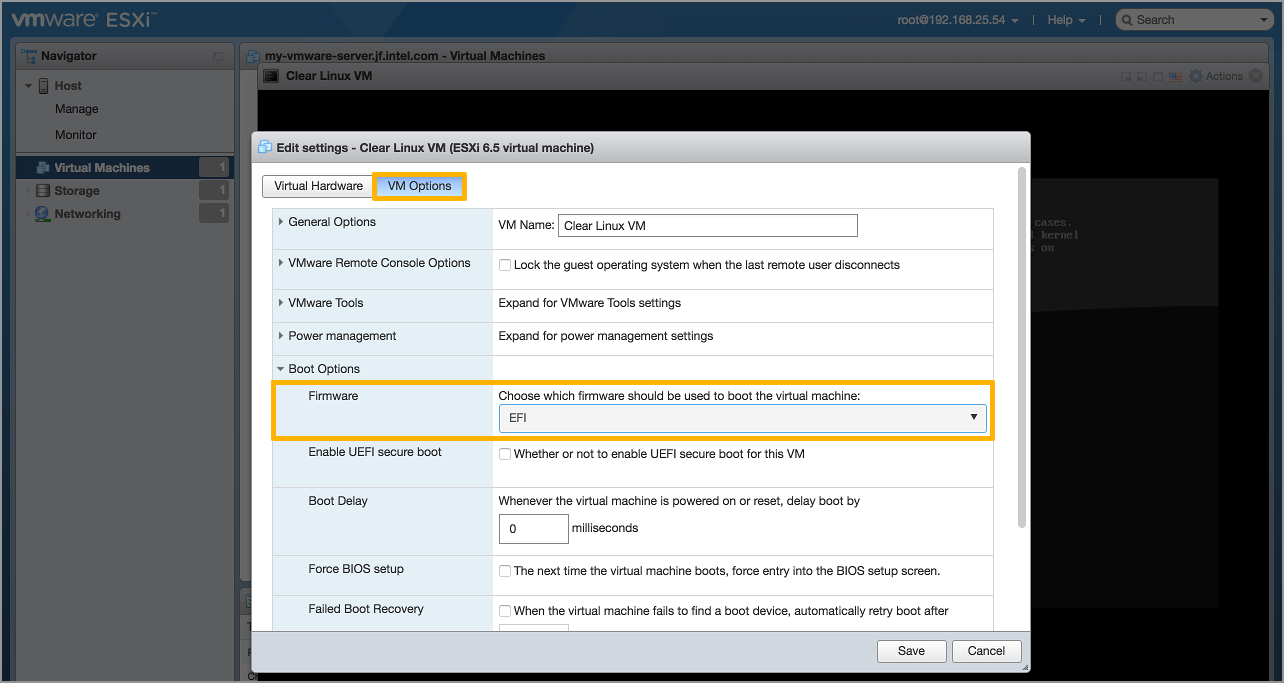 vmware ESXi™
root@192.168.25.54 | Help | Search
Navigator
Host
Manage
Monitor
Virtual Machines 1
Storage 1
Networking 1
my-vmware-server.jf.intel.com - Virtual Machines
Clear Linux VM
Actions
cases.
kernel
on
Edit settings - Clear Linux VM (ESXi 6.5 virtual machine)
Virtual Hardware VM Options
General Options VM Name: Clear Linux VM
VMware Remote Console Options Lock the guest operating system when the last remote user disconnects
VMware Tools Expand for VMware Tools settings
Power management Expand for power management settings
Boot Options
Firmware Choose which firmware should be used to boot the virtual machine:
EFI
Enable UEFI secure boot Whether or not to enable UEFI secure boot for this VM
Boot Delay Whenever the virtual machine is powered on or reset, delay boot by
0 milliseconds
Force BIOS setup The next time the virtual machine boots, force entry into the BIOS setup screen.
Failed Boot Recovery When the virtual machine fails to find a boot device, automatically retry boot after
Save Cancel